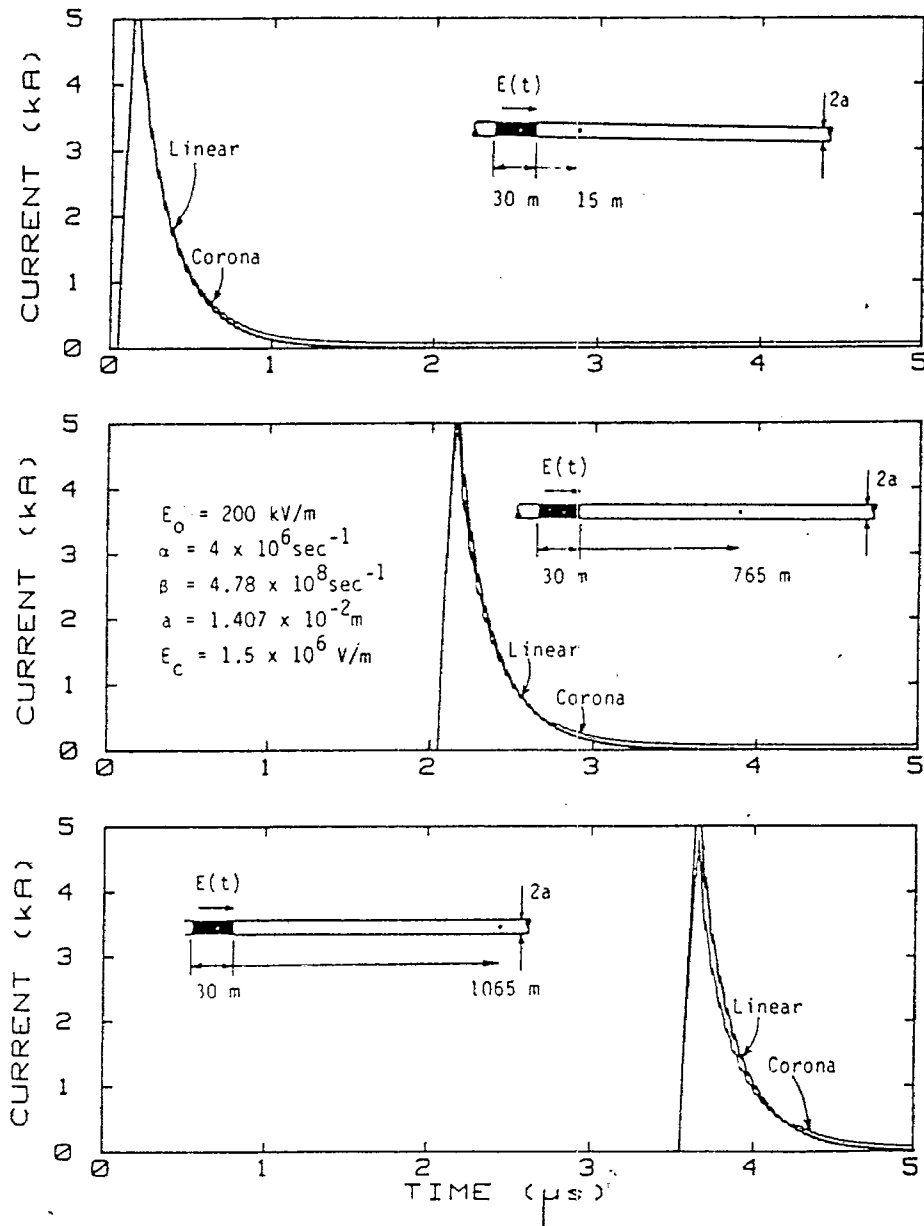 CURRENT (kA)
5
4
3
2
1
0
0
1
2
3
4
5
Linear
Corona
E(t)
2a
30 m
15 m
CURRENT (kA)
5
4
3
2
1
0
0
1
2
3
4
5
E₀ = 200 kV/m
α = 4 x 10⁶sec⁻¹
β = 4.78 x 10⁸sec⁻¹
a = 1.407 x 10⁻²m
E_c = 1.5 x 10⁶ V/m
E(t)
2a
30 m
765 m
Linear
Corona
CURRENT (kA)
5
4
3
2
1
0
0
1
2
3
4
5
E(t)
2a
30 m
1065 m
Linear
Corona
TIME (μs)